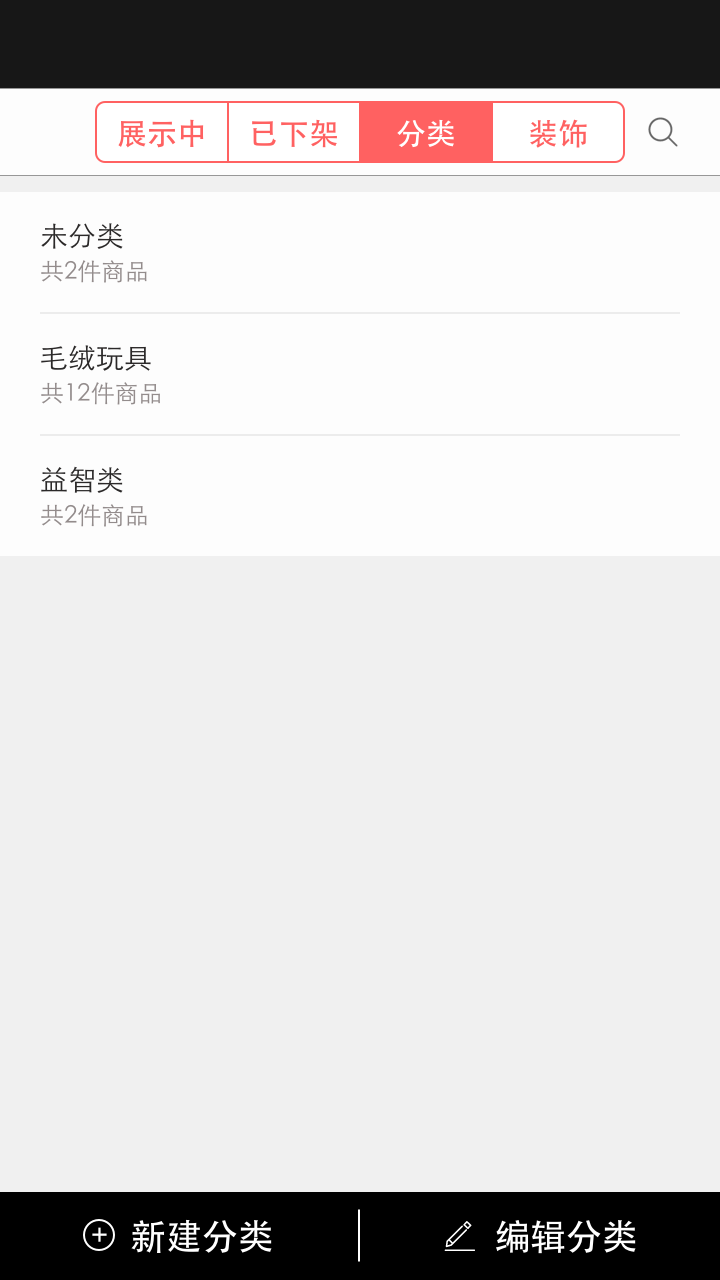 展示中 已下架 分类 装饰
未分类
共2件商品
毛绒玩具
共12件商品
益智类
共2件商品
新建分类 编辑分类